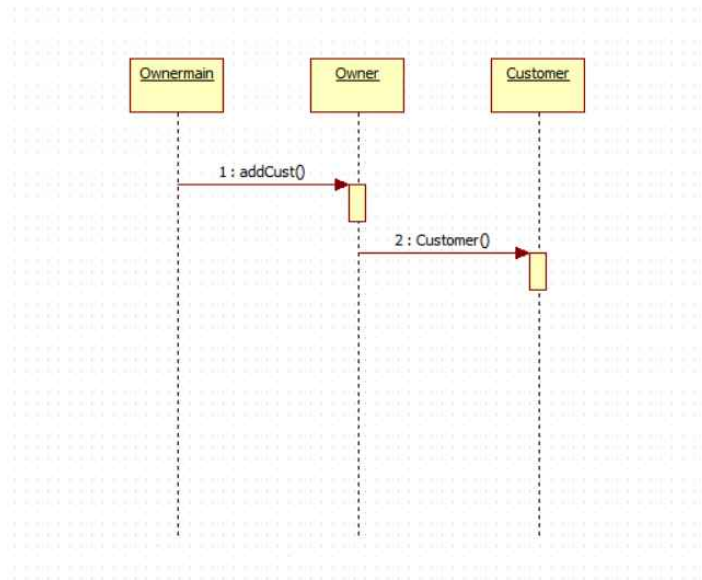 Ownermain
Owner
Customer
1 : addCust()
2 : Customer()